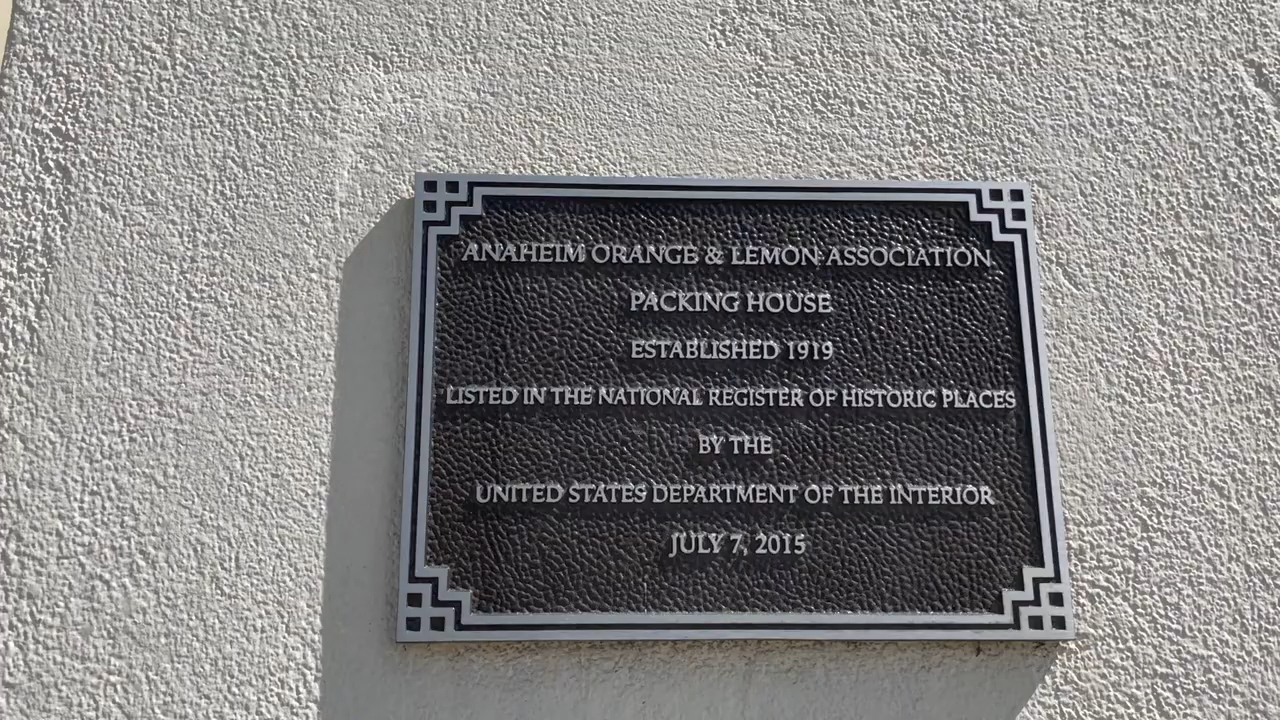 ANAHEIM ORANGE & LEMON ASSOCIATION
PACKING HOUSE
ESTABLISHED 1919
LISTED IN THE NATIONAL REGISTER OF HISTORIC PLACES
BY THE
UNITED STATES DEPARTMENT OF THE INTERIOR
JULY 7, 2015